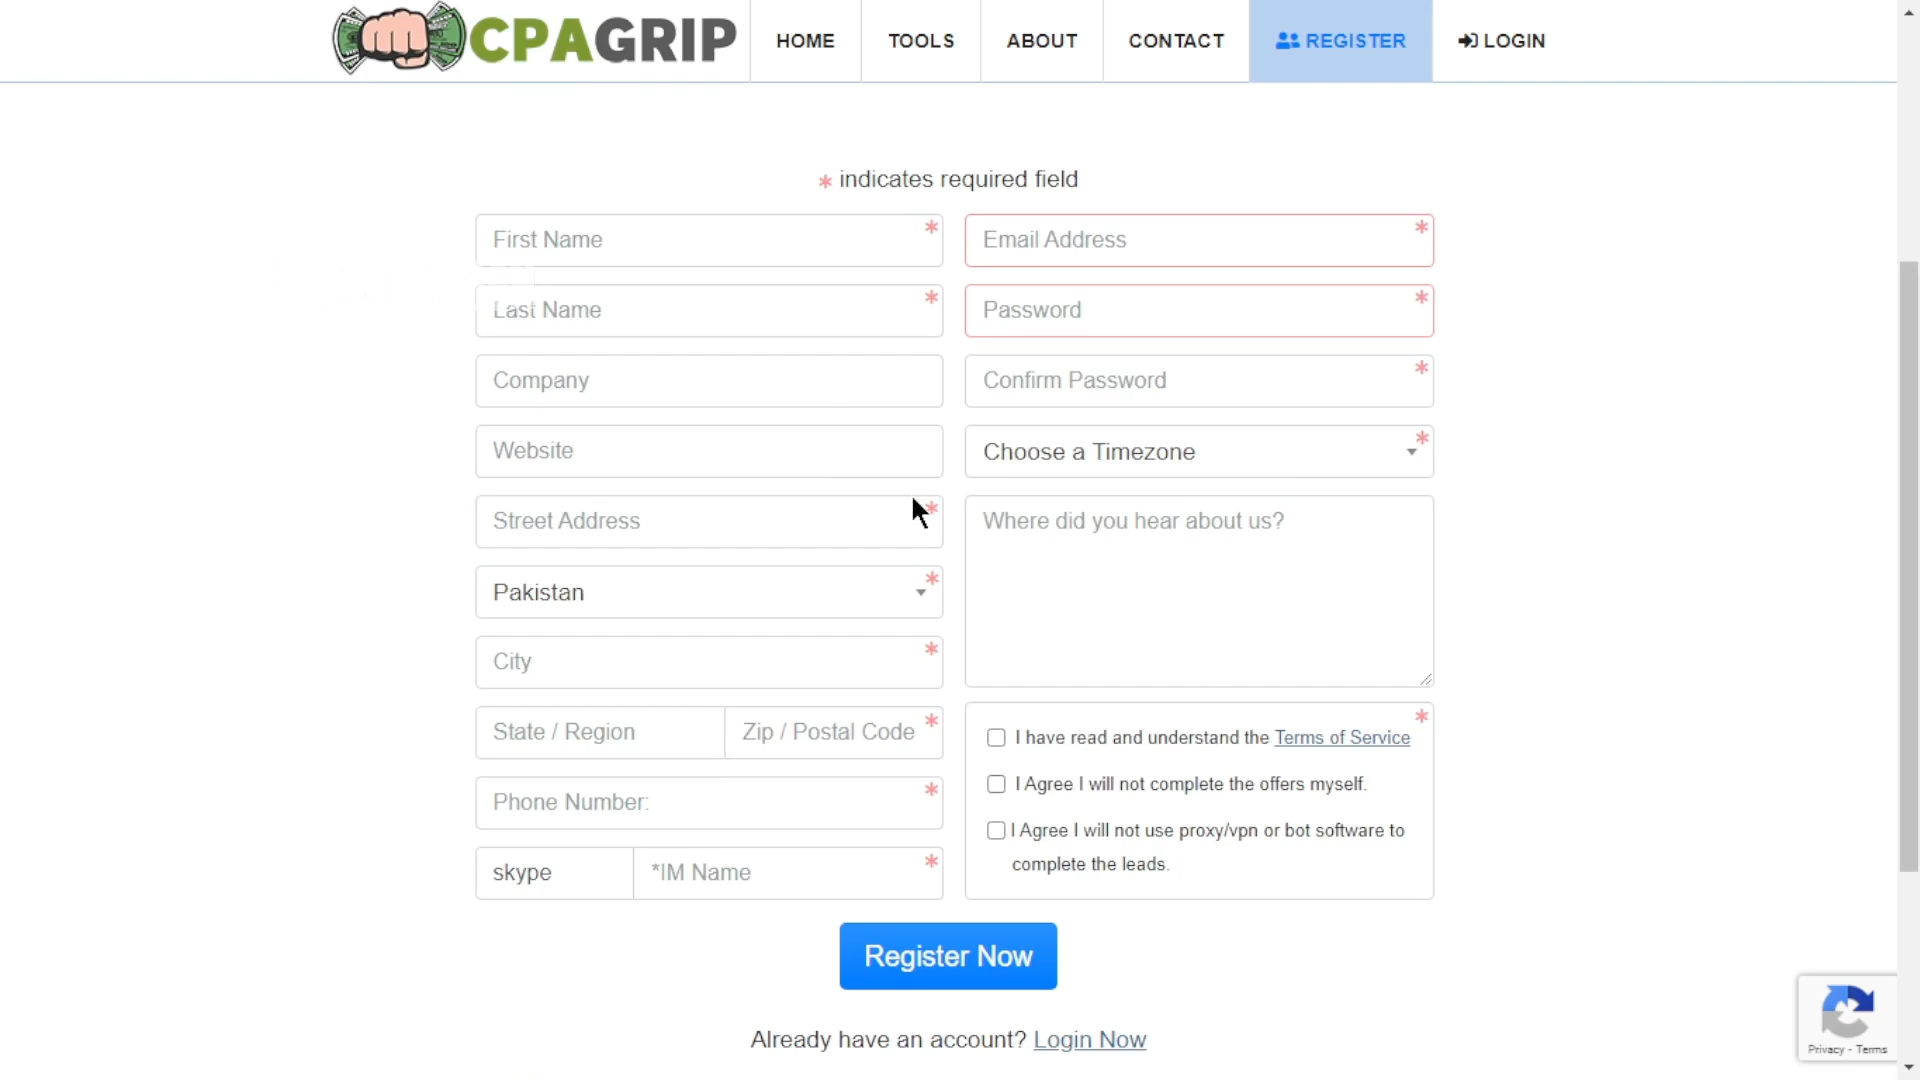 CPAGRIP
HOME
TOOLS
ABOUT
CONTACT
REGISTER
LOGIN
* indicates required field
First Name *
Email Address *
Last Name *
Password *
Company
Confirm Password *
Website
Choose a Timezone *
Street Address *
Where did you hear about us?
Pakistan *
City *
State / Region
Zip / Postal Code *
I have read and understand the Terms of Service *
I Agree I will not complete the offers myself.
Phone Number: *
I Agree I will not use proxy/vpn or bot software to
complete the leads.
skype
*IM Name *
Register Now
Already have an account? Login Now
Privacy - Terms